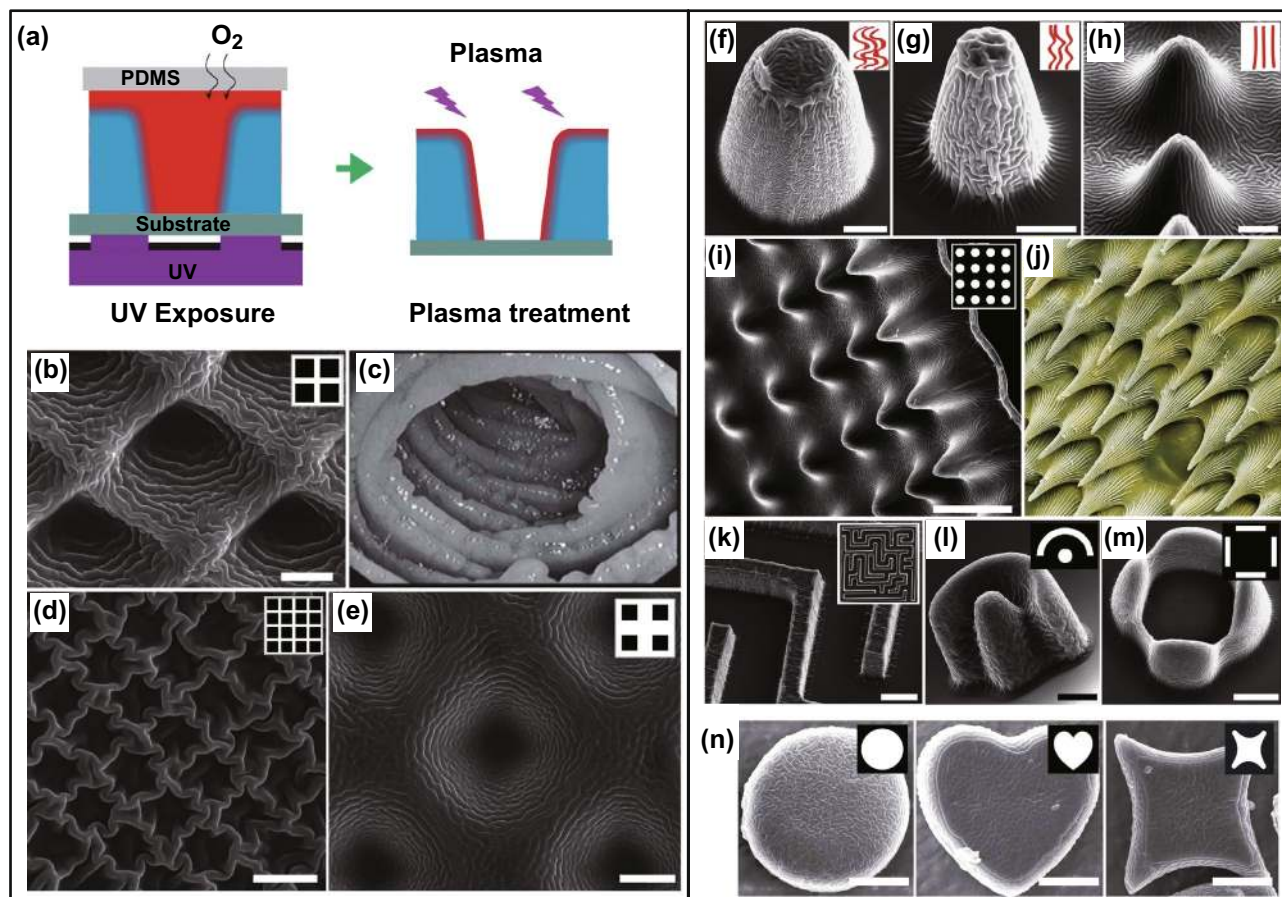 (a)
O2
PDMS
Plasma
Substrate
UV
UV Exposure
Plasma treatment
(b)
(c)
(d)
(e)
(f)
(g)
(h)
(i)
(j)
(k)
(l)
(m)
(n)